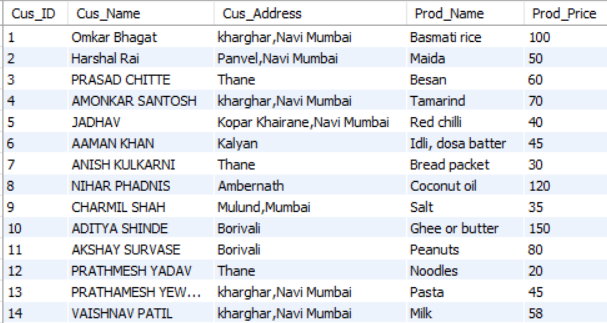 Cus_ID Cus_Name Cus_Address Prod_Name Prod_Price
1 Omkar Bhagat kharghar,Navi Mumbai Basmati rice 100
2 Harshal Rai Panvel,Navi Mumbai Maida 50
3 PRASAD CHITTE Thane Besan 60
4 AMONKAR SANTOSH kharghar,Navi Mumbai Tamarind 70
5 JADHAV Kopar Khairane,Navi Mumbai Red chilli 40
6 AAMAN KHAN Kalyan Idli, dosa batter 45
7 ANISH KULKARNI Thane Bread packet 30
8 NIHAR PHADNIS Ambernath Coconut oil 120
9 CHARMIL SHAH Mulund,Mumbai Salt 35
10 ADITYA SHINDE Borivali Ghee or butter 150
11 AKSHAY SURVASE Borivali Peanuts 80
12 PRATHMESH YADAV Thane Noodles 20
13 PRATHAMESH YEW... kharghar,Navi Mumbai Pasta 45
14 VAISHNAV PATIL kharghar,Navi Mumbai Milk 58